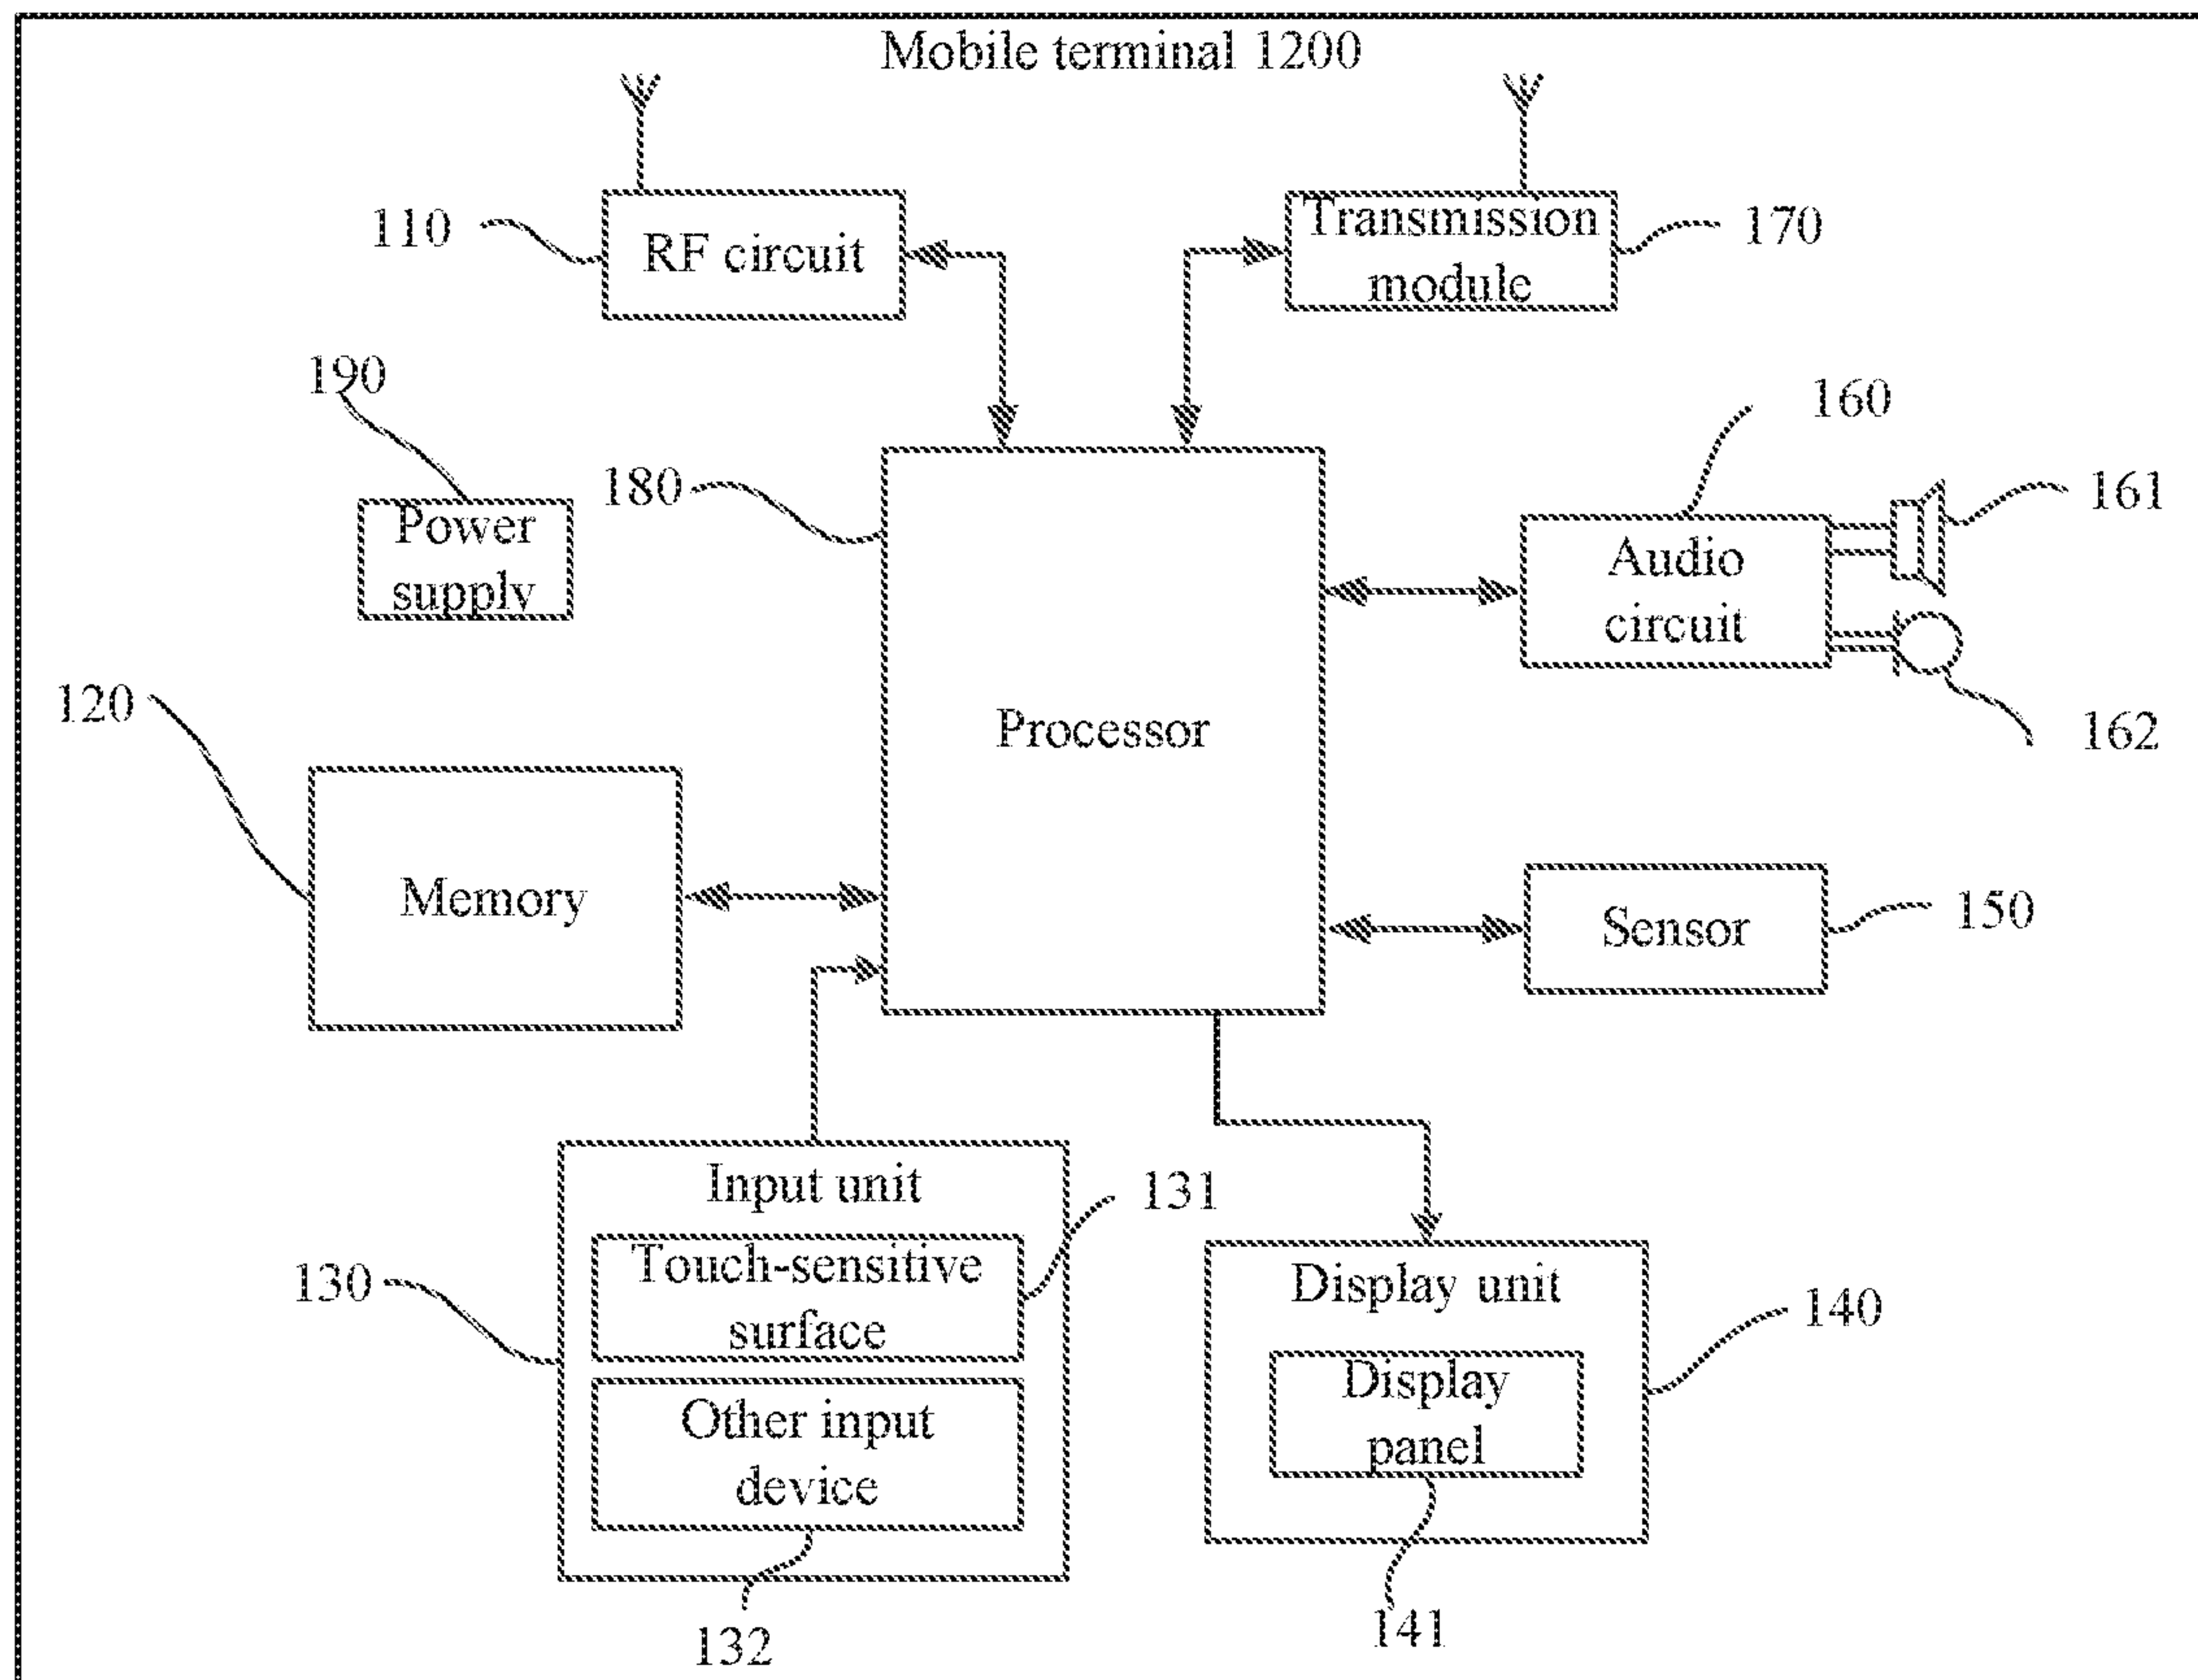 Mobile terminal 1200
110
RF circuit
Transmission
module
170
190
Power
supply
180
160
161
Audio
circuit
162
Processor
120
Memory
Sensor
150
Input unit
131
Touch-sensitive
surface
130
Other input
device
132
Display unit
140
Display
panel
141